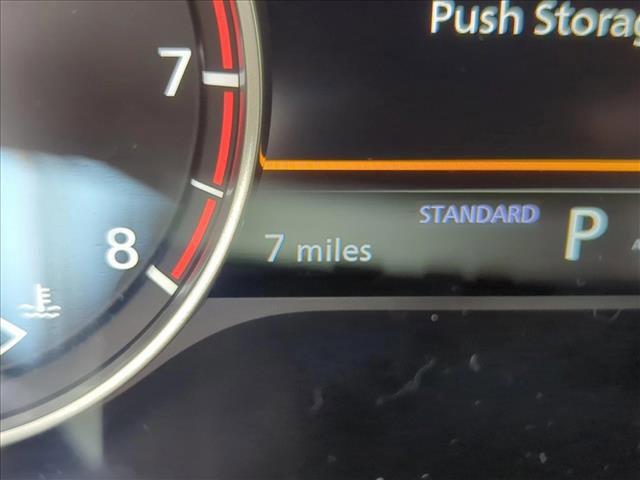 Push Storag
7
STANDARD P
8
7 miles